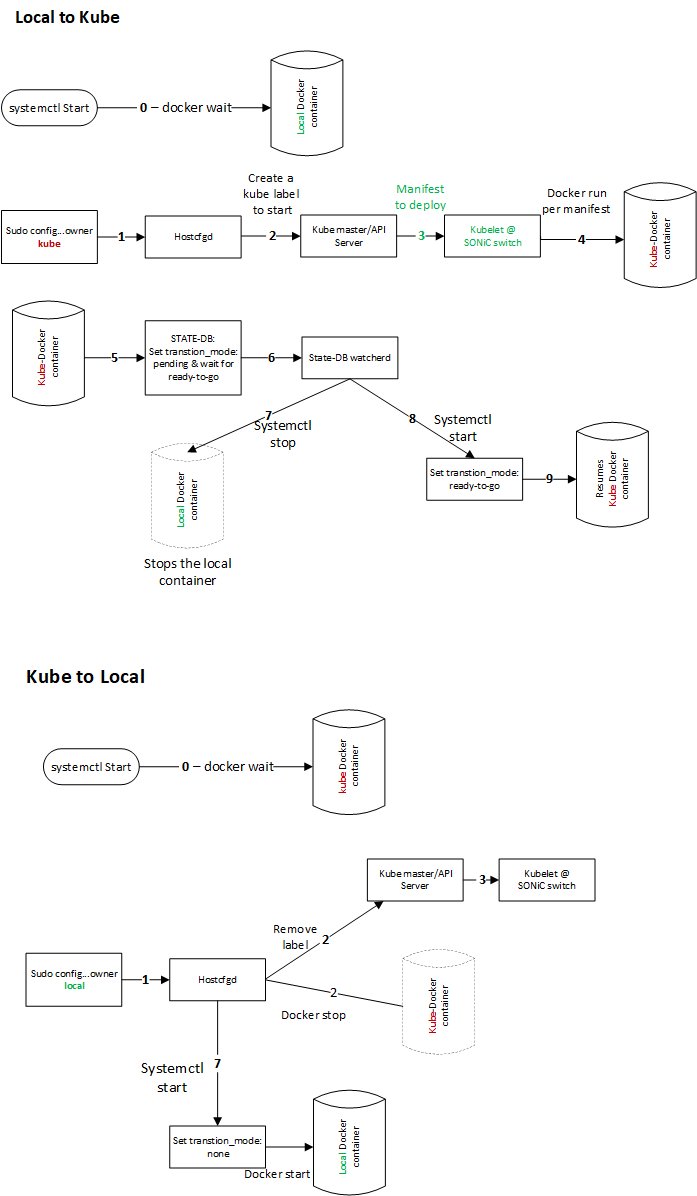 Local to Kube
systemctl Start
0 – docker wait
Local Docker
container
Sudo config...owner
kube
1
Hostcfgd
Create a
kube label
to start
2
Kube master/API
Server
Manifest
to deploy
3
Kubelet @
SONiC switch
Docker run
per manifest
4
Kube-Docker
container
Kube-Docker
container
5
STATE-DB:
Set transtion_mode:
pending & wait for
ready-to-go
6
State-DB watcherd
7
Systemctl
stop
Local Docker
container
Stops the local
container
8
Systemctl
start
Set transtion_mode:
ready-to-go
9
Resumes
Kube Docker
container
Kube to Local
systemctl Start
0 – docker wait
kube Docker
container
Sudo config...owner
local
1
Hostcfgd
Remove
label
2
Kube master/API
Server
3
Kubelet @
SONiC switch
2
Docker stop
Kube-Docker
container
7
Systemctl
start
Set transtion_mode:
none
Docker start
Local Docker
container